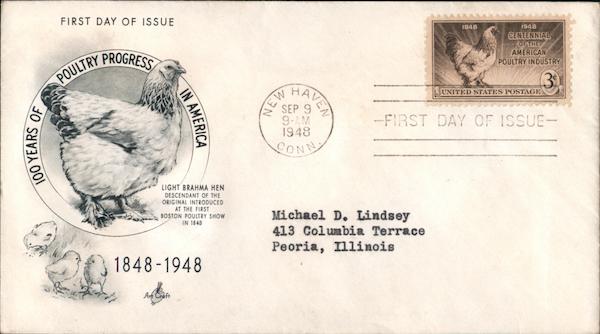 FIRST DAY OF ISSUE
100 YEARS OF POULTRY PROGRESS IN AMERICA
LIGHT BRAHMA HEN
DESCENDANT OF THE
ORIGINAL INTRODUCED
AT THE FIRST
BOSTON POULTRY SHOW
IN 1848
1848-1948
Art Craft
NEW HAVEN
SEP 9
9-AM
1948
CONN.
1848 1948
CENTENNIAL
OF THE
AMERICAN
POULTRY INDUSTRY
UNITED STATES POSTAGE 3¢
FIRST DAY OF ISSUE
Michael D. Lindsey
413 Columbia Terrace
Peoria, Illinois